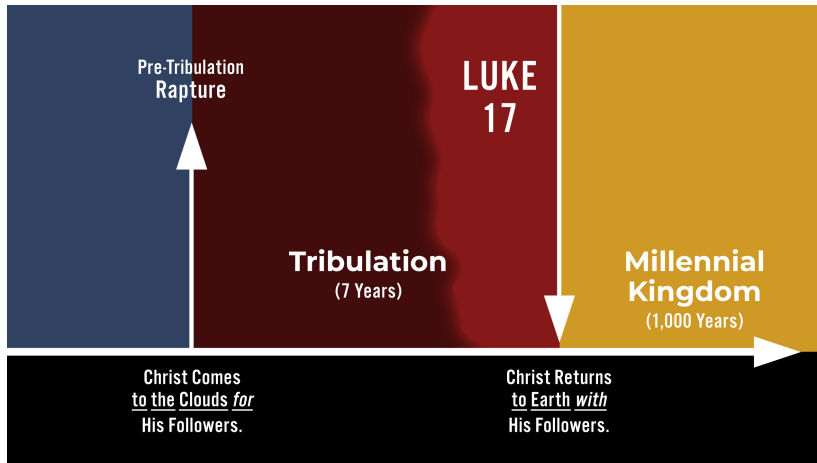 Pre-Tribulation
Rapture
LUKE
17
Tribulation
(7 Years)
Millennial
Kingdom
(1,000 Years)
Christ Comes
to the Clouds for
His Followers.
Christ Returns
to Earth with
His Followers.